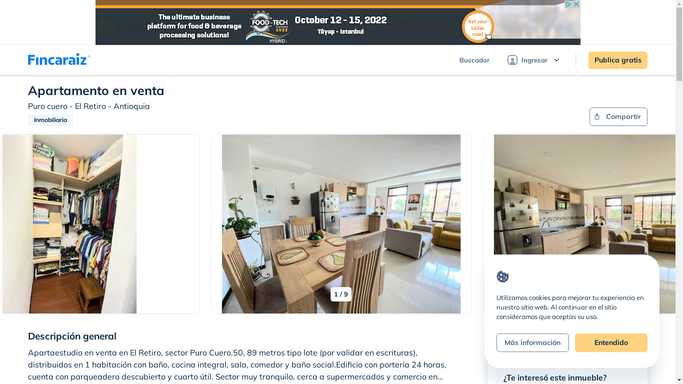 The ultimate business
platform for food & beverage
processing solutions!
FOOD-TECH
HYBRID
October 12 - 15, 2022
Tüyap - Istanbul
Get your
ticket
now!
Fincaraiz
Buscador
Ingresar
Publica gratis
Apartamento en venta
Puro cuero - El Retiro - Antioquia
Inmobiliaria
Compartir
1 / 9
Utilizamos cookies para mejorar tu experiencia en
nuestro sitio web. Al continuar en el sitio
consideramos que aceptas su uso.
Más información
Entendido
Descripción general
Apartaestudio en venta en El Retiro, sector Puro Cuero.50, 89 metros tipo lote (por validar en escrituras),
distribuidos en 1 habitación con baño, cocina integral, sala, comedor y baño social.Edificio con portería 24 horas,
cuenta con parqueadero descubierto y cuarto útil. Sector muy tranquilo, cerca a supermercados y comercio en...
¿Te interesó este inmueble?